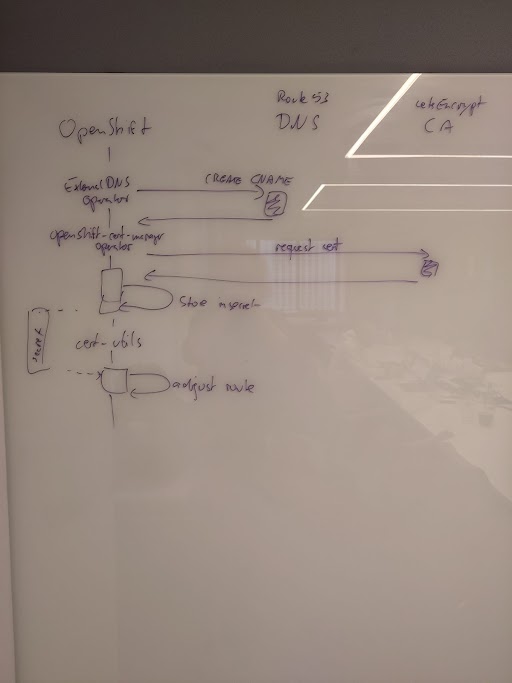 Route 53
DNS
LetsEncrypt
CA
OpenShift
ExternalDNS
Operator
CREATE CNAME
openshift-cert-manager
operator
request cert
Store in secret
secret
cert-utils
adjust route